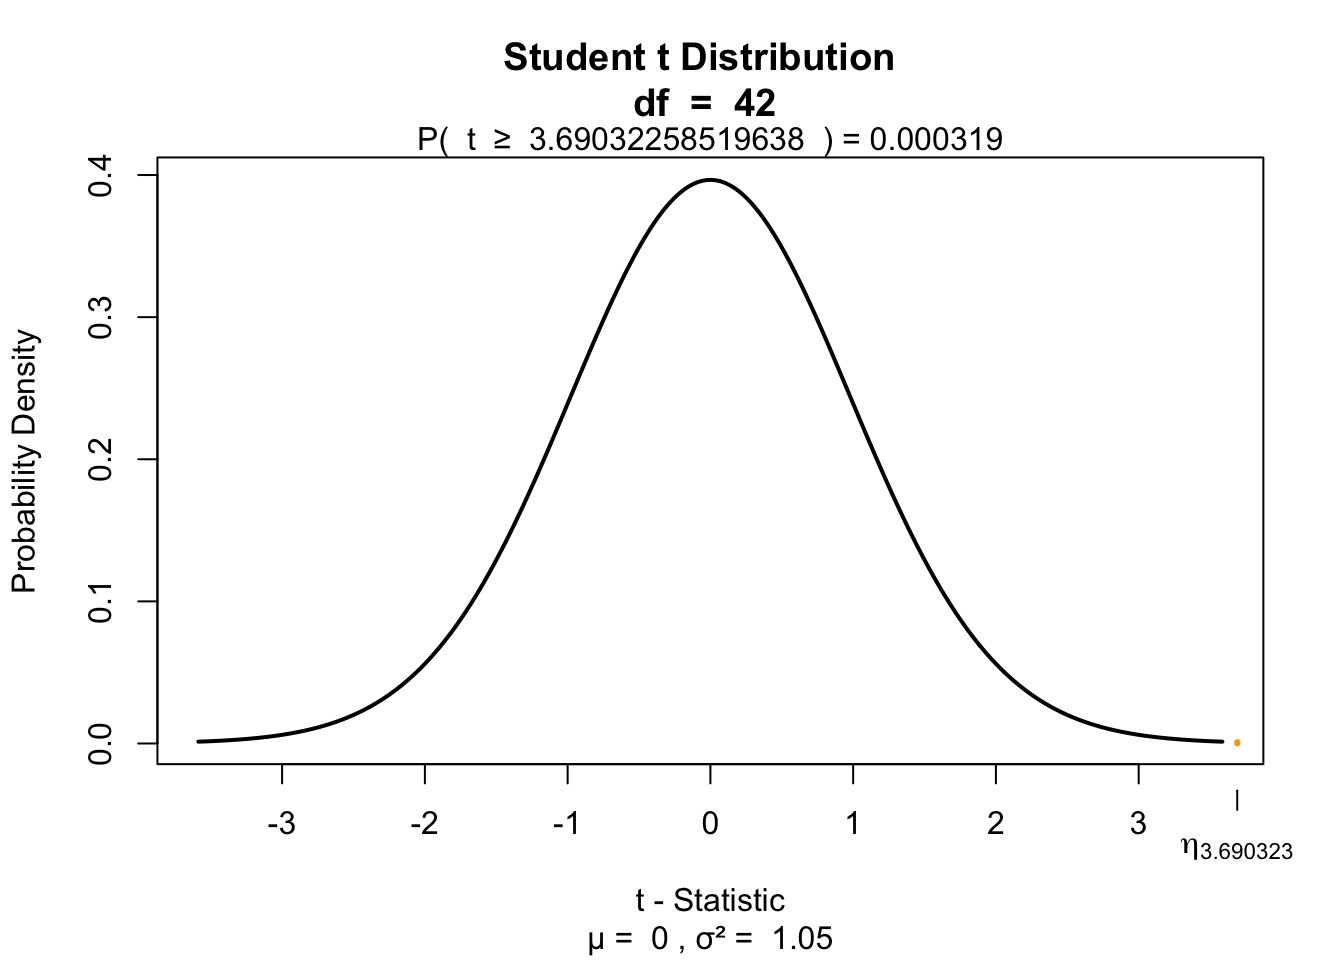 Student t Distribution
df = 42
P( t ≥ 3.69032258519638 ) = 0.000319
Probability Density
0.4
0.3
0.2
0.1
0.0
-3 -2 -1 0 1 2 3
η3.690323
t - Statistic
μ = 0 , σ² = 1.05